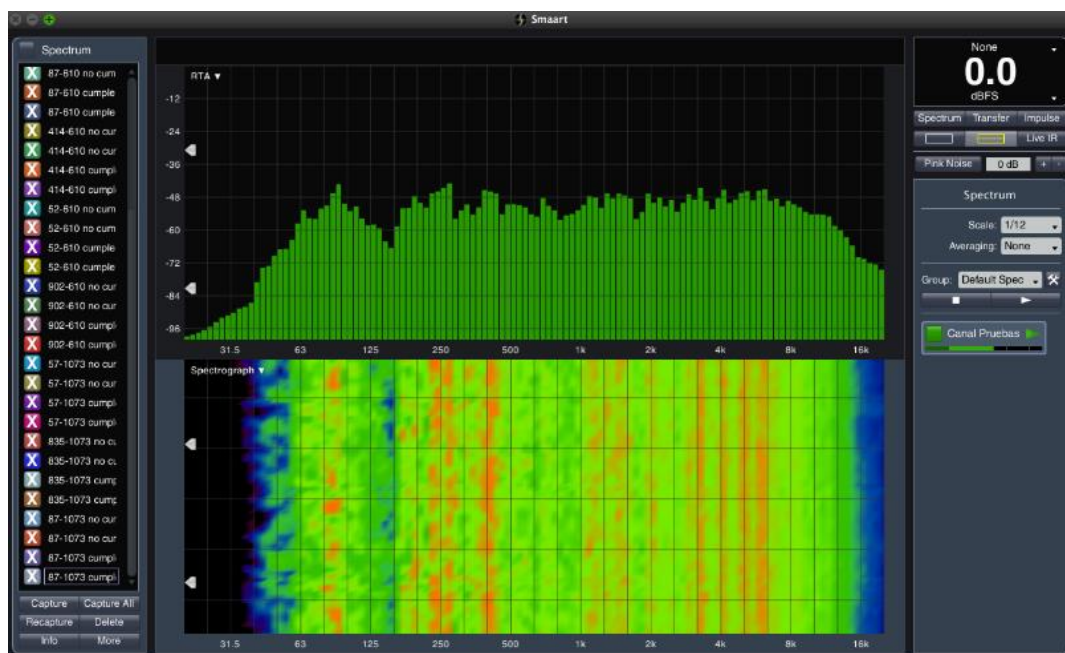 Smaart
Spectrum
87-610 no cum
87-610 cumple
87-610 cumple
414-610 no cur
414-610 no cur
414-610 cumpl
414-610 cumpl
52-610 no cum
52-610 no cum
52-610 cumple
52-610 cumple
902-610 no cur
902-610 no cur
902-610 cumpl
902-610 cumpl
57-1073 no cur
57-1073 no cur
57-1073 cumpl
57-1073 cumpl
835-1073 no cu
835-1073 no cu
835-1073 cump
835-1073 cump
87-1073 no cur
87-1073 no cur
87-1073 cumpl
87-1073 cumpl
Capture Capture All
Recapture Delete
Info More
RTA
-12
-24
-36
-48
-60
-72
-84
-96
31.5 63 125 250 500 1k 2k 4k 8k 16k
Spectrograph
31.5 63 125 250 500 1k 2k 4k 8k 16k
None
0.0
dBFS
Spectrum Transfer Impulse
Live IR
Pink Noise 0 dB + -
Spectrum
Scale: 1/12
Averaging: None
Group: Default Spec
Canal Pruebas